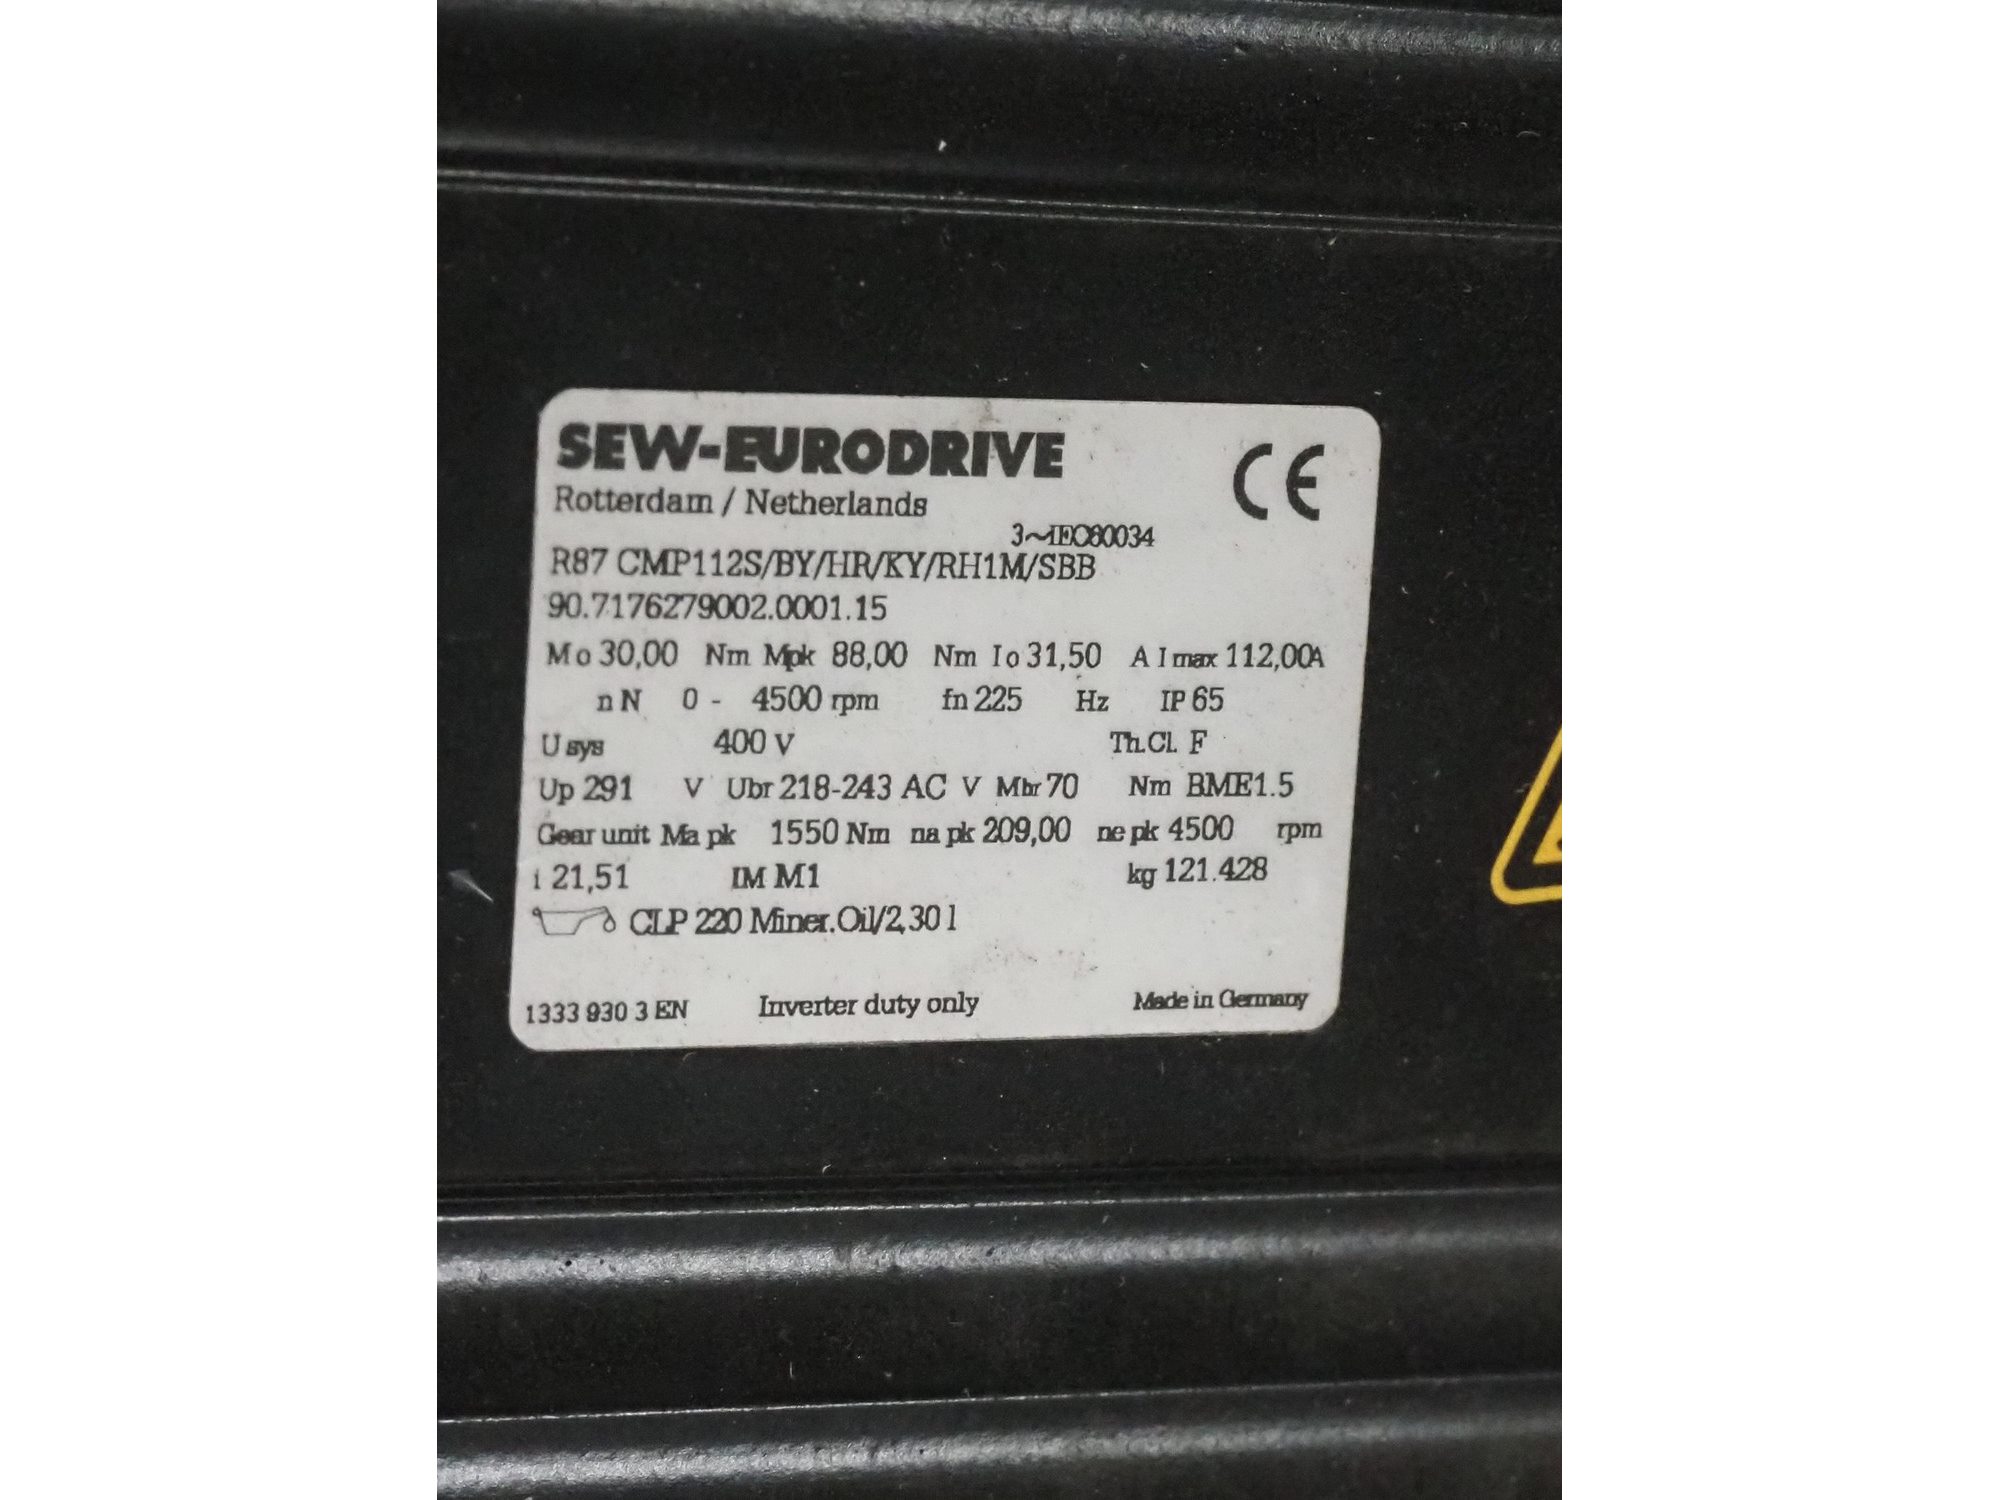 SEW-EURODRIVE
CE
Rotterdam / Netherlands
3~IEC60034
R87 CMP112S/BY/HR/KY/RH1M/SBB
90.7176279002.0001.15
Mo 30,00 Nm Mpk 88,00 Nm Io 31,50 A Imax 112,00A
nN 0 - 4500 rpm fn 225 Hz IP 65
Usys 400 V Th.Cl. F
Up 291 V Ubr 218-243 AC V Mbr 70 Nm BME1.5
Gear unit Ma pk 1550 Nm na pk 209,00 ne pk 4500 rpm
i 21,51 IM M1 kg 121.428
CLP 220 Miner.Oil/2,30 l
1333 930 3 EN Inverter duty only Made in Germany